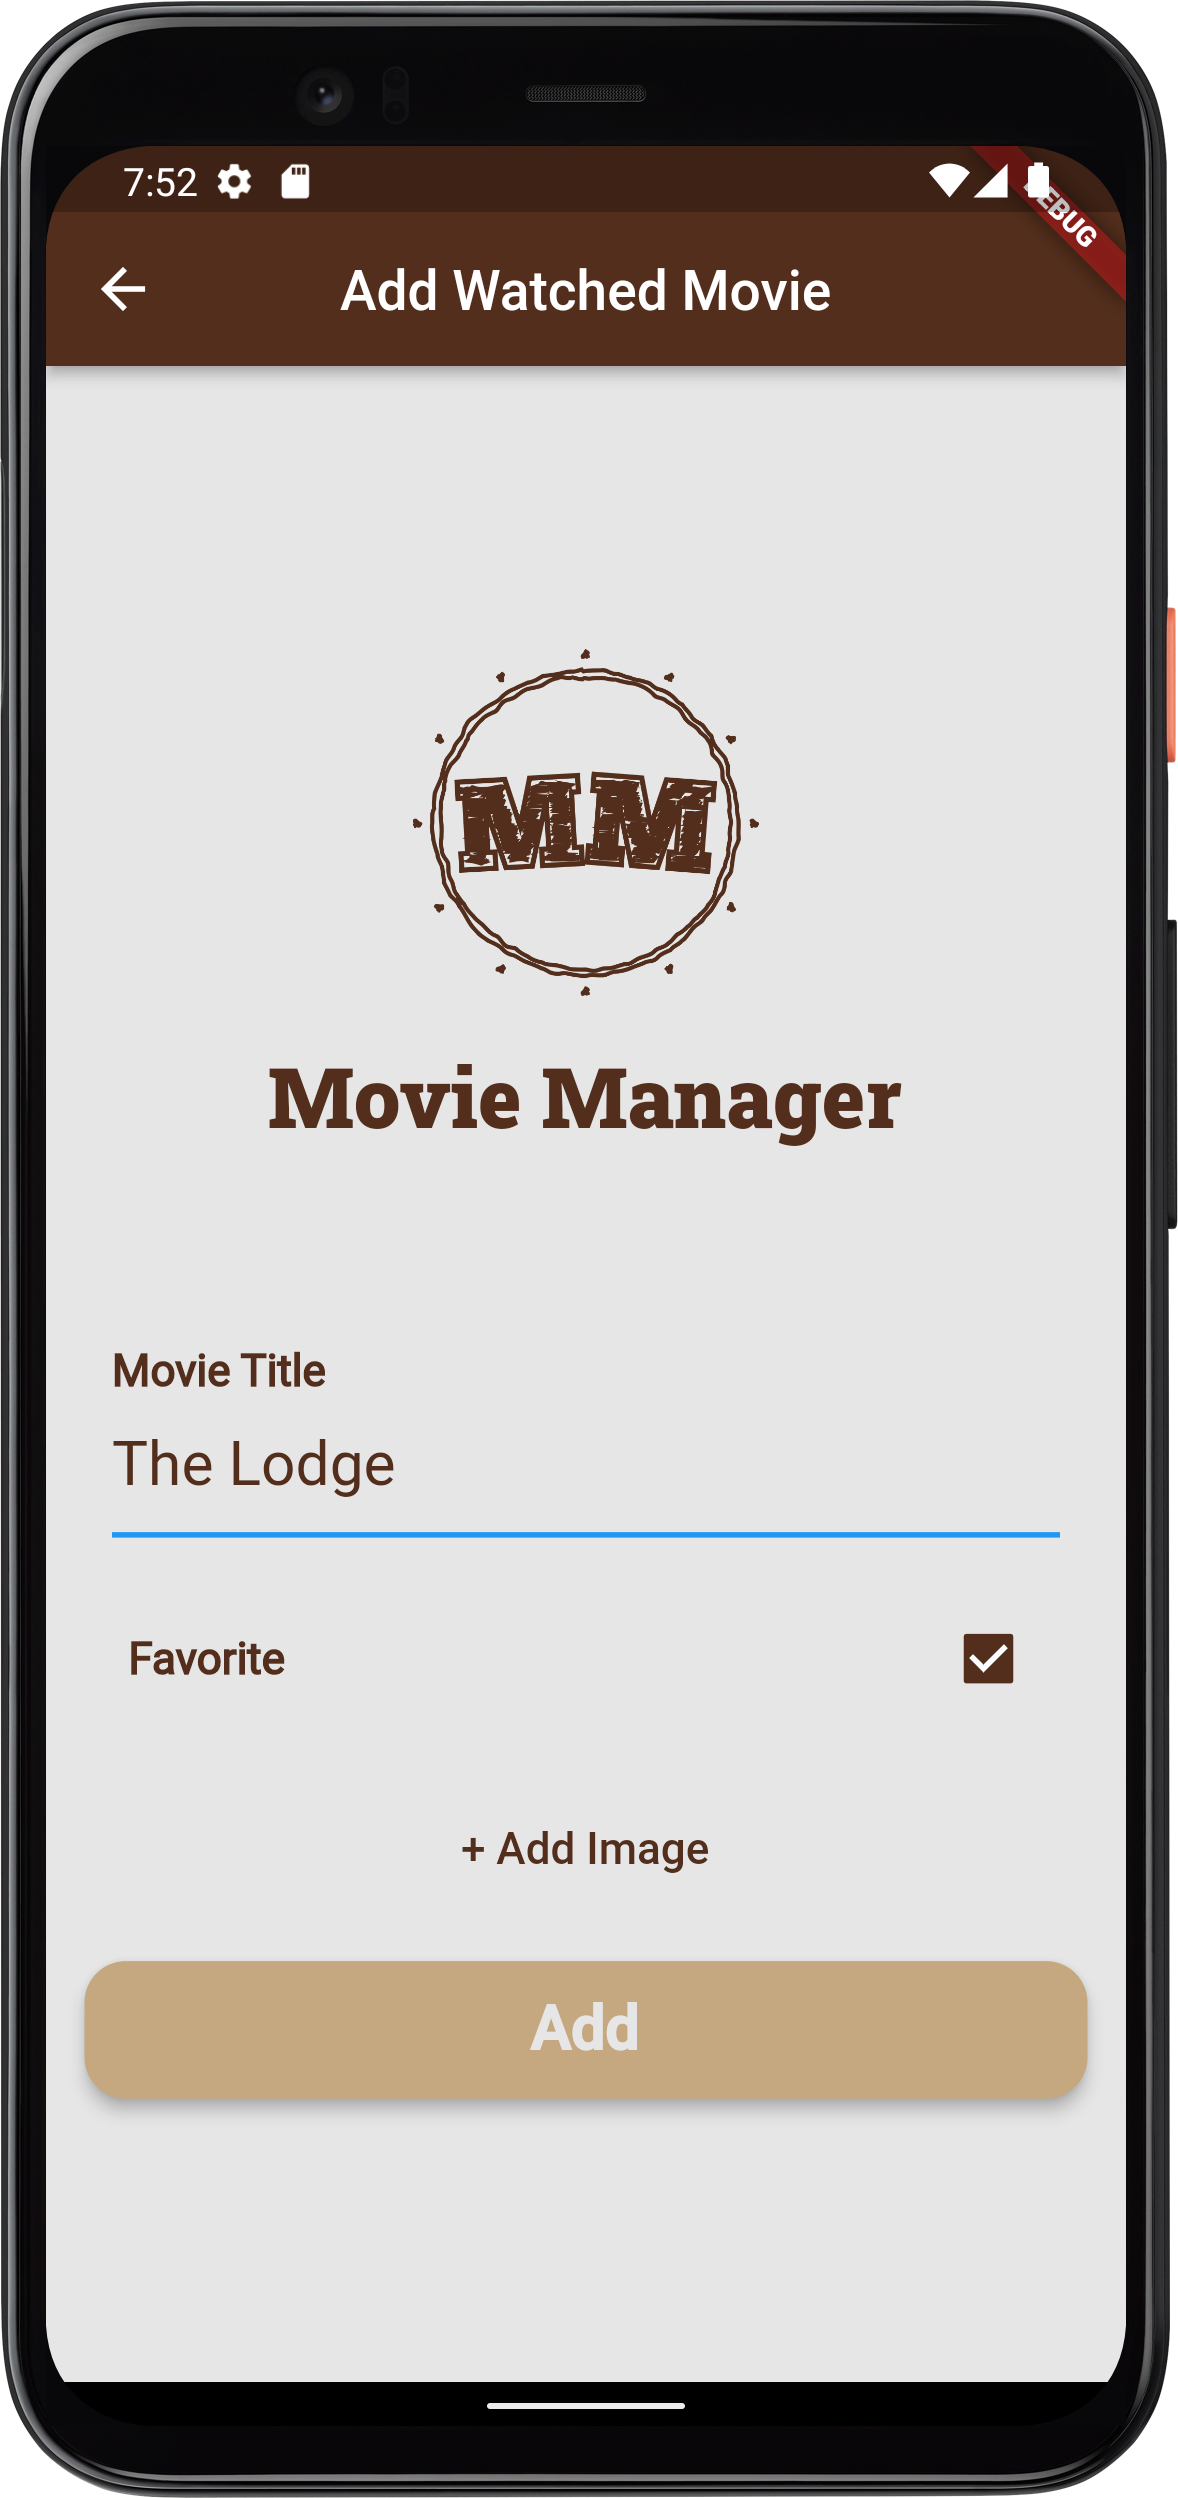 7:52
DEBUG
Add Watched Movie
MM
Movie Manager
Movie Title
The Lodge
Favorite
+ Add Image
Add